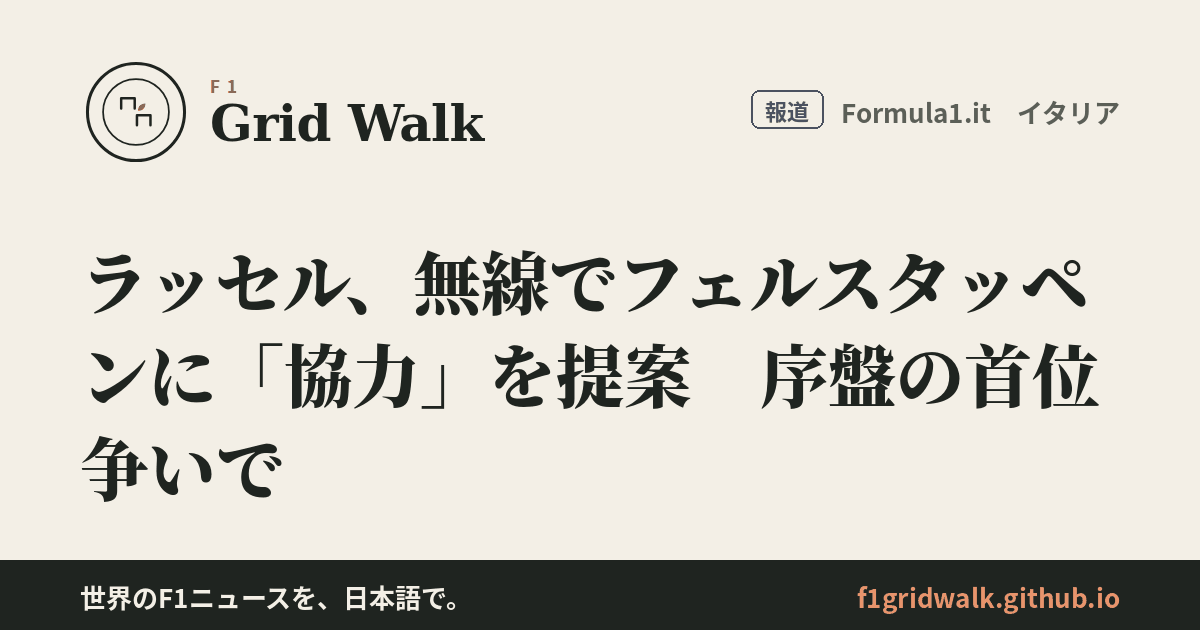 F1
Grid Walk
報道 Formula1.it イタリア
ラッセル、無線でフェルスタッペ
ンに「協力」を提案 序盤の首位
争いで
世界のF1ニュースを、日本語で。
f1gridwalk.github.io